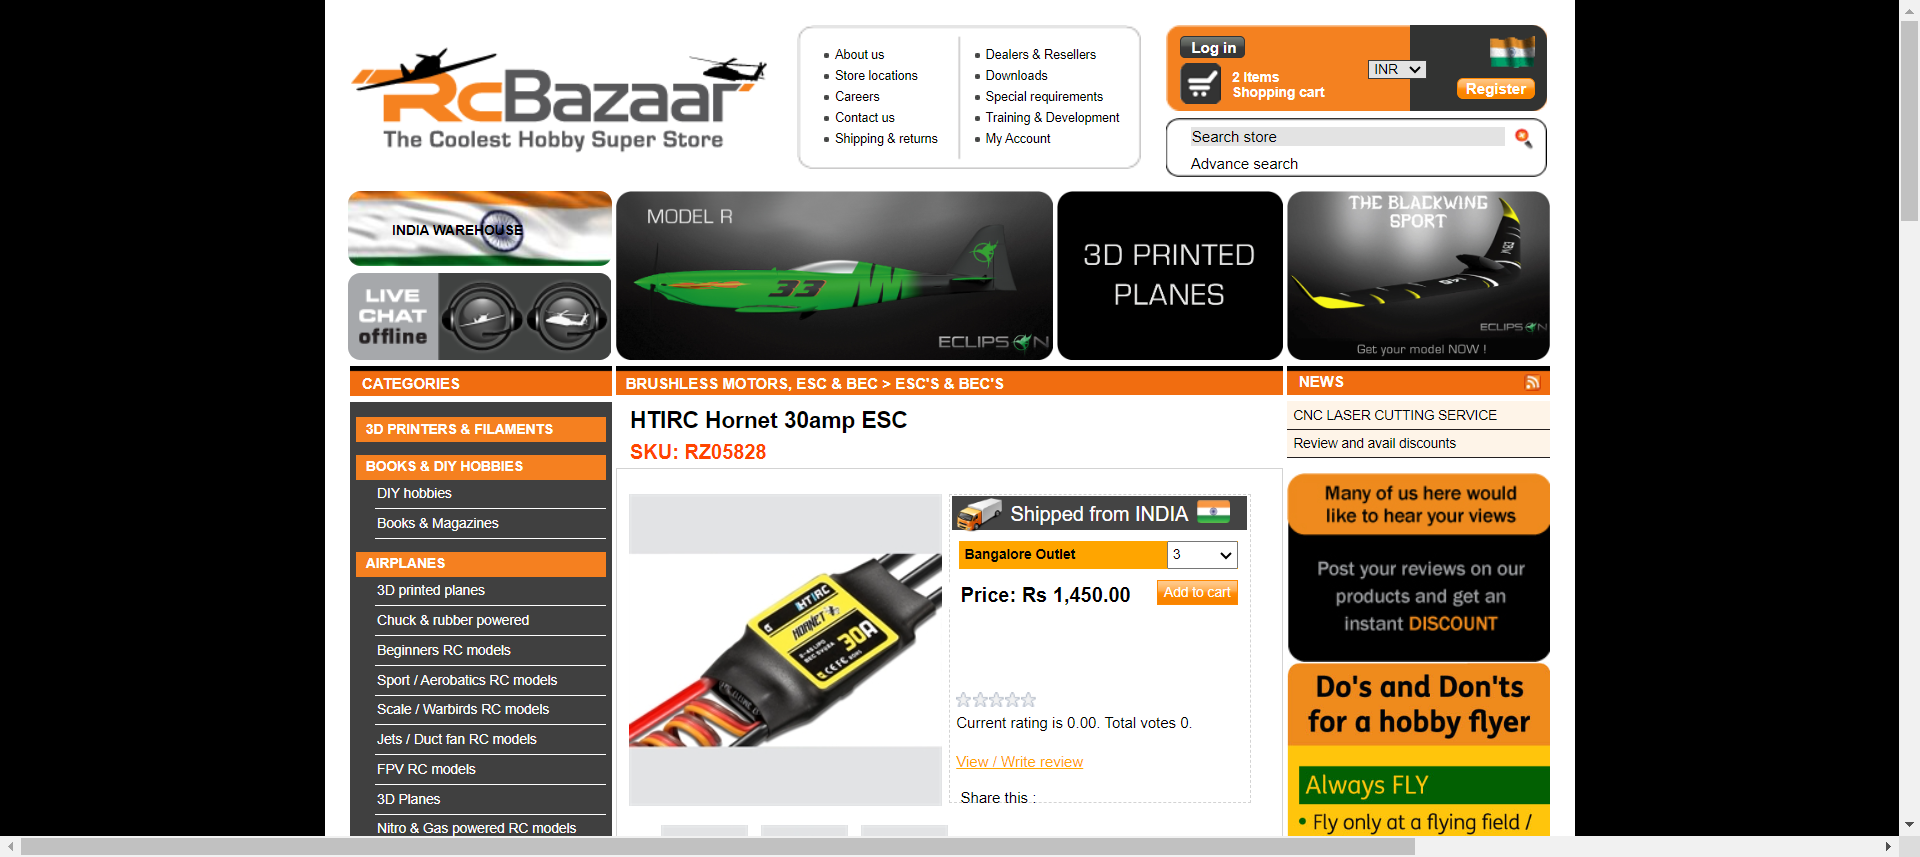 RcBazaar
The Coolest Hobby Super Store
About us
Store locations
Careers
Contact us
Shipping & returns
Dealers & Resellers
Downloads
Special requirements
Training & Development
My Account
Log in
2 Items
Shopping cart
INR
Register
Search store
Advance search
INDIA WAREHOUSE
LIVE
CHAT
offline
MODEL R
33
ECLIPSON
3D PRINTED
PLANES
THE BLACKWING
SPORT
ECLIPSON
Get your model NOW !
CATEGORIES
3D PRINTERS & FILAMENTS
BOOKS & DIY HOBBIES
DIY hobbies
Books & Magazines
AIRPLANES
3D printed planes
Chuck & rubber powered
Beginners RC models
Sport / Aerobatics RC models
Scale / Warbirds RC models
Jets / Duct fan RC models
FPV RC models
3D Planes
Nitro & Gas powered RC models
BRUSHLESS MOTORS, ESC & BEC > ESC'S & BEC'S
HTIRC Hornet 30amp ESC
SKU: RZ05828
HTIRC
HORNET
30A
Shipped from INDIA
Bangalore Outlet
3
Price: Rs 1,450.00
Add to cart
Current rating is 0.00. Total votes 0.
View / Write review
Share this :
NEWS
CNC LASER CUTTING SERVICE
Review and avail discounts
Many of us here would
like to hear your views
Post your reviews on our
products and get an
instant DISCOUNT
Do's and Don'ts
for a hobby flyer
Always FLY
• Fly only at a flying field /